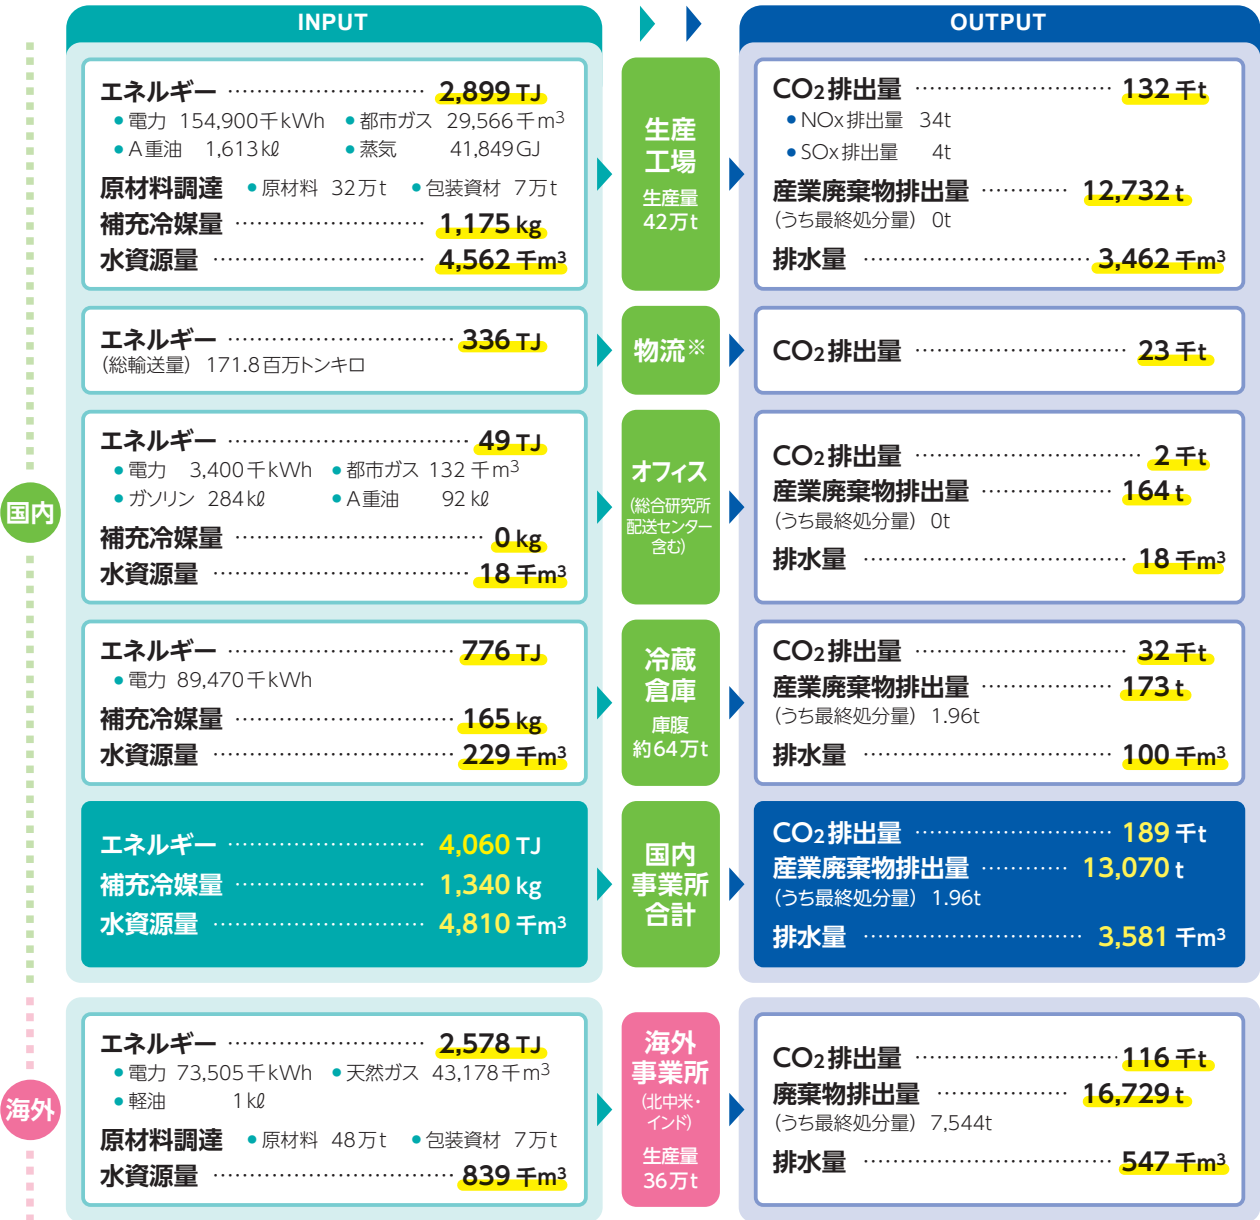 INPUT
OUTPUT
国内
エネルギー ………………………… 2,899 TJ
●電力 154,900千kWh ●都市ガス 29,566千m³
●A重油 1,613kℓ ●蒸気 41,849GJ
原材料調達 ●原材料 32万t ●包装資材 7万t
補充冷媒量 ………………………… 1,175 kg
水資源量 ………………………… 4,562 千m³
生産
工場
生産量
42万t
CO₂排出量 ………………………… 132 千t
●NOx排出量 34t
●SOx排出量 4t
産業廃棄物排出量 ………… 12,732 t
(うち最終処分量) 0t
排水量 ………………………… 3,462 千m³
エネルギー ………………………… 336 TJ
(総輸送量) 171.8百万トンキロ
物流※
CO₂排出量 ………………………… 23 千t
エネルギー ………………………… 49 TJ
●電力 3,400千kWh ●都市ガス 132千m³
●ガソリン 284kℓ ●A重油 92kℓ
補充冷媒量 ………………………… 0 kg
水資源量 ………………………… 18 千m³
オフィス
(総合研究所
配送センター
含む)
CO₂排出量 ………………………… 2 千t
産業廃棄物排出量 ……………… 164 t
(うち最終処分量) 0t
排水量 ………………………… 18 千m³
エネルギー ………………………… 776 TJ
●電力 89,470千kWh
補充冷媒量 ………………………… 165 kg
水資源量 ………………………… 229 千m³
冷蔵
倉庫
庫腹
約64万t
CO₂排出量 ………………………… 32 千t
産業廃棄物排出量 ……………… 173 t
(うち最終処分量) 1.96t
排水量 ………………………… 100 千m³
エネルギー ………………………… 4,060 TJ
補充冷媒量 ………………………… 1,340 kg
水資源量 ………………………… 4,810 千m³
国内
事業所
合計
CO₂排出量 ………………………… 189 千t
産業廃棄物排出量 ………… 13,070 t
(うち最終処分量) 1.96t
排水量 ………………………… 3,581 千m³
海外
エネルギー ………………………… 2,578 TJ
●電力 73,505千kWh ●天然ガス 43,178千m³
●軽油 1kℓ
原材料調達 ●原材料 48万t ●包装資材 7万t
水資源量 ………………………… 839 千m³
海外
事業所
(北中米・
インド)
生産量
36万t
CO₂排出量 ………………………… 116 千t
廃棄物排出量 ……………… 16,729 t
(うち最終処分量) 7,544t
排水量 ………………………… 547 千m³